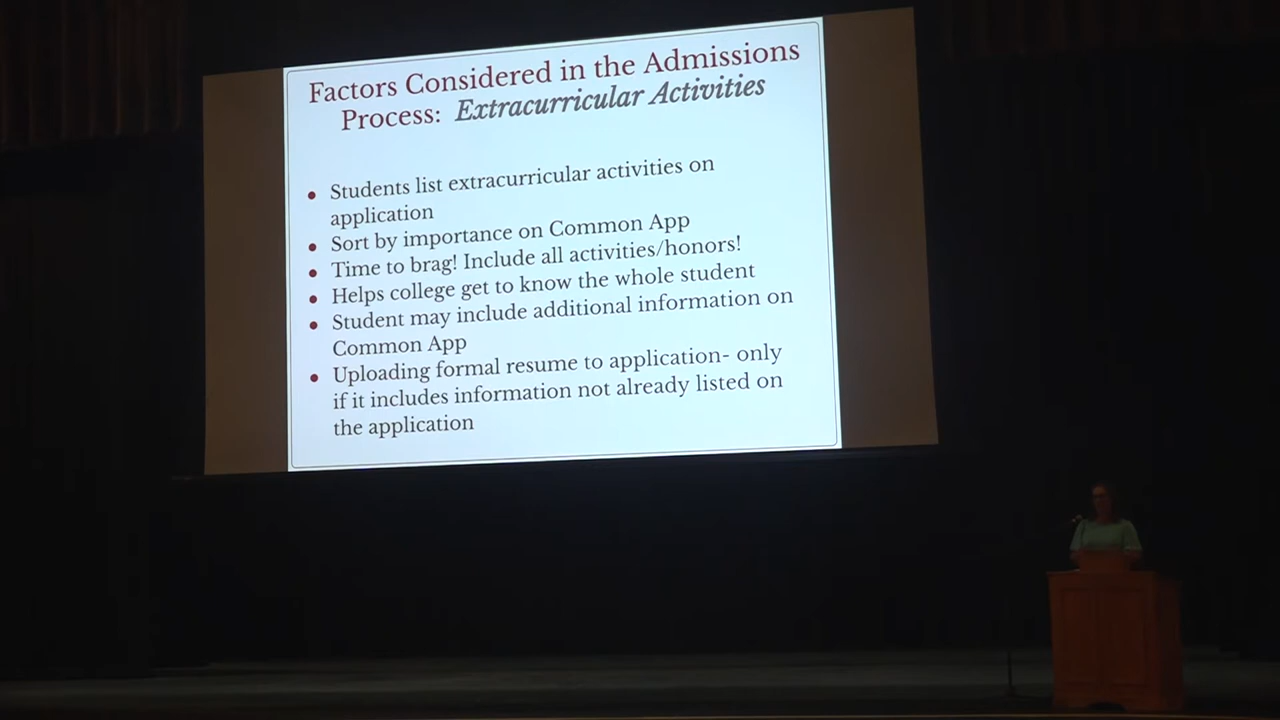 Factors Considered in the Admissions
Process: Extracurricular Activities
• Students list extracurricular activities on
application
• Sort by importance on Common App
• Time to brag! Include all activities/honors!
• Helps college get to know the whole student
• Student may include additional information on
Common App
• Uploading formal resume to application- only
if it includes information not already listed on
the application